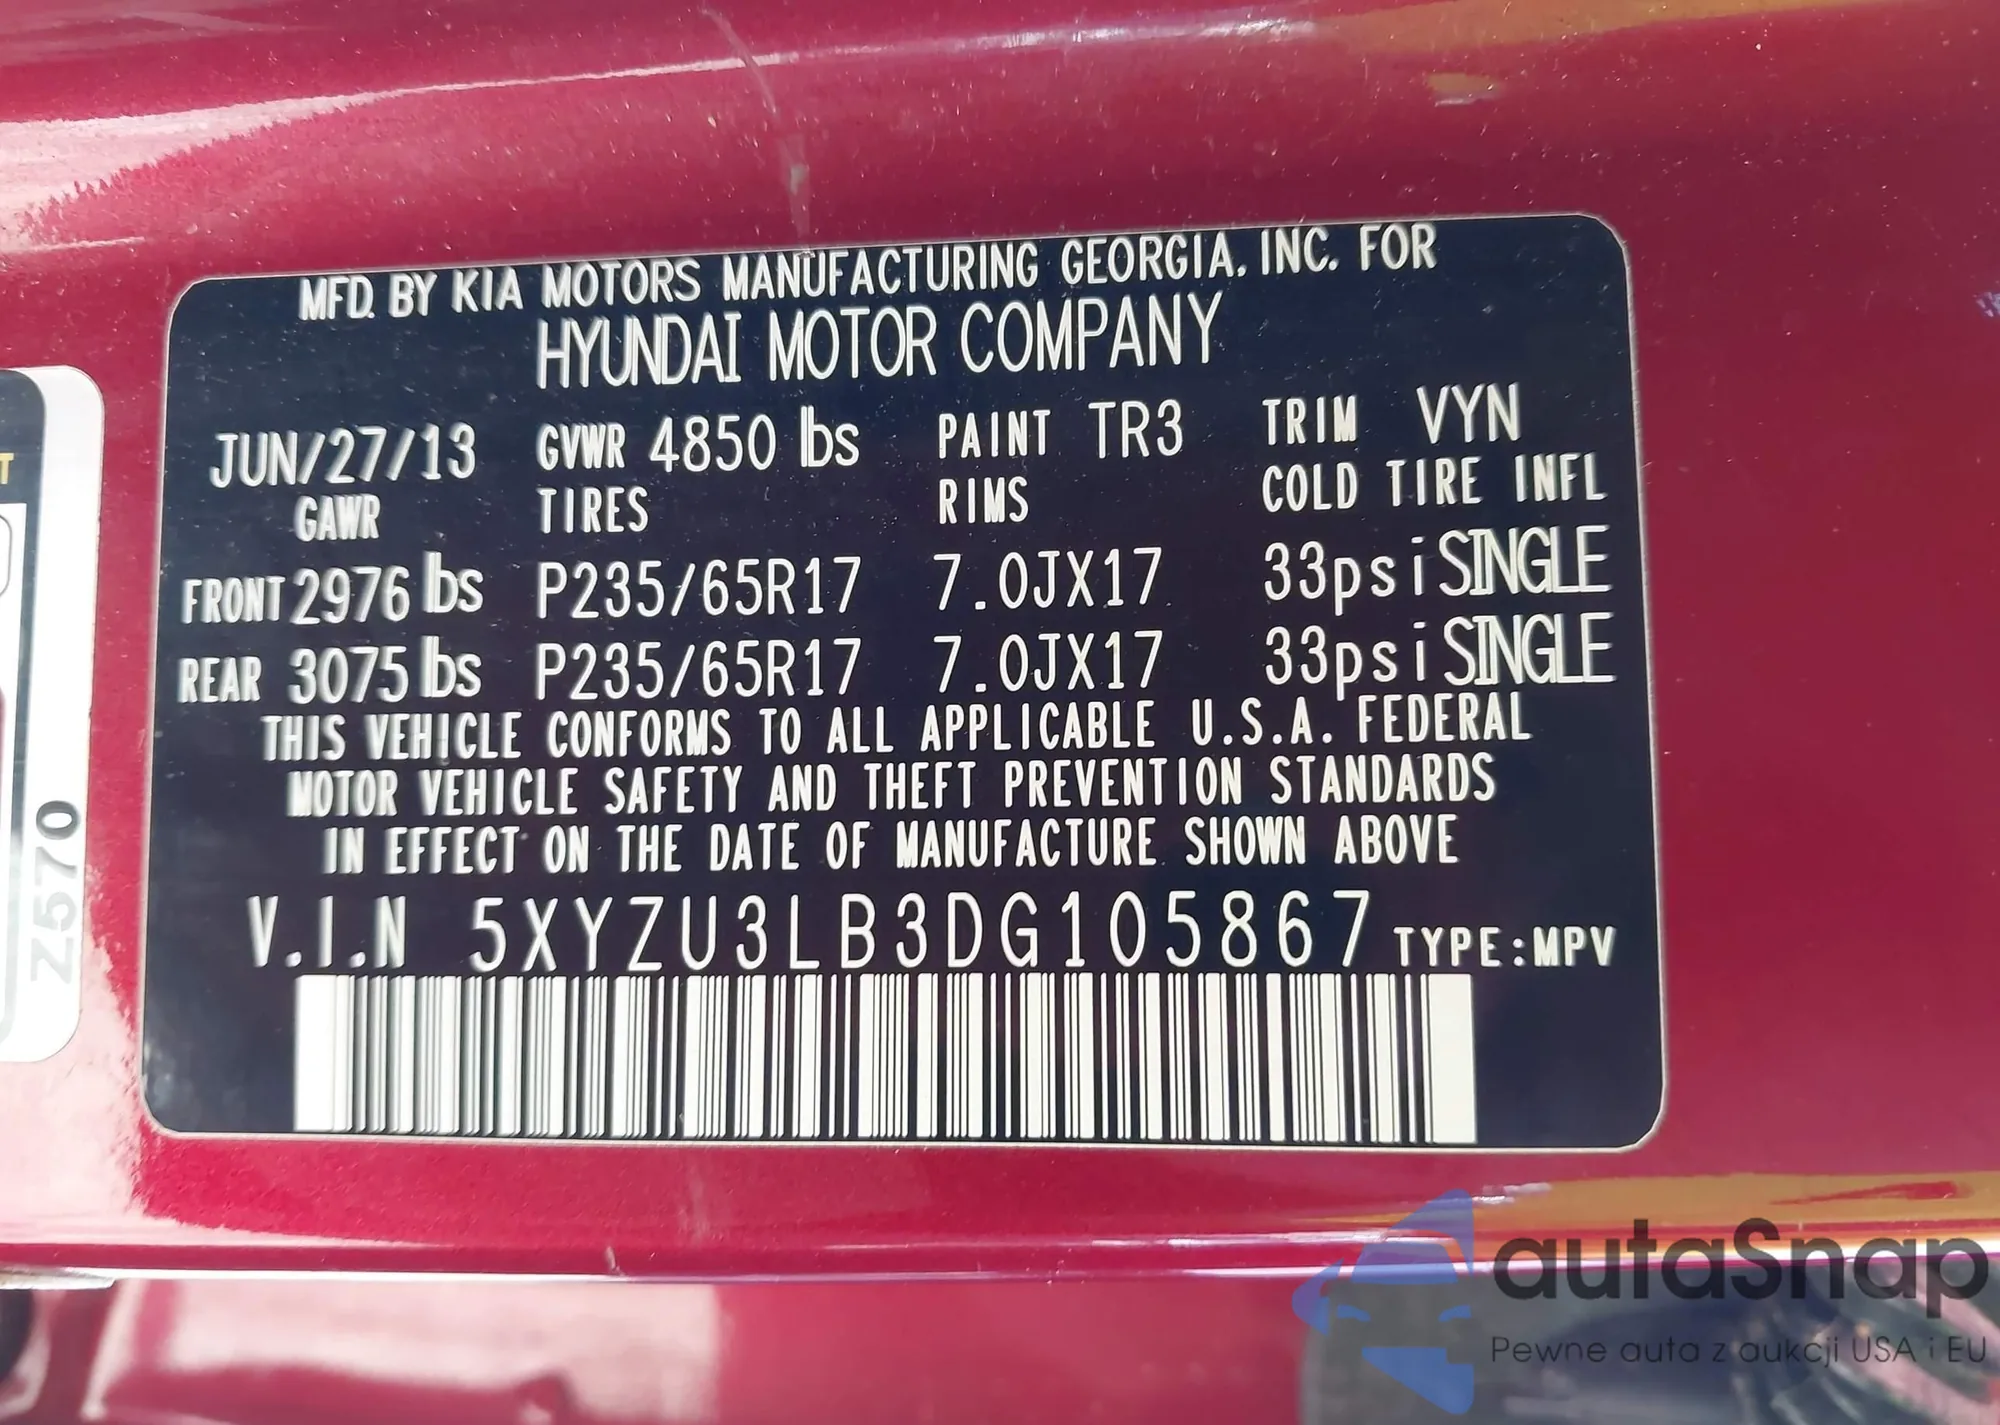 MFD. BY KIA MOTORS MANUFACTURING GEORGIA, INC. FOR
HYUNDAI MOTOR COMPANY
JUN/27/13 GVWR 4850 lbs PAINT TR3 TRIM VYN
GAWR TIRES RIMS COLD TIRE INFL
FRONT 2976 lbs P235/65R17 7.0JX17 33psi SINGLE
REAR 3075 lbs P235/65R17 7.0JX17 33psi SINGLE
THIS VEHICLE CONFORMS TO ALL APPLICABLE U.S.A. FEDERAL
MOTOR VEHICLE SAFETY AND THEFT PREVENTION STANDARDS
IN EFFECT ON THE DATE OF MANUFACTURE SHOWN ABOVE
V.I.N 5XYZU3LB3DG105867 TYPE:MPV
Z570
T
autaSnap
Pewne auta z aukcji USA i EU